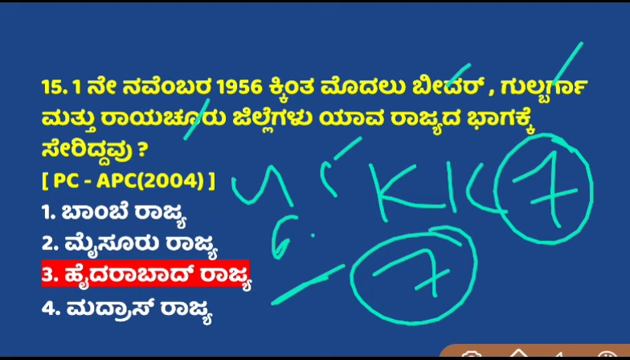 15. 1 ನೇ ನವೆಂಬರ 1956 ಕ್ಕಿಂತ ಮೊದಲು ಬೀದರ್ , ಗುಲ್ಬರ್ಗಾ
ಮತ್ತು ರಾಯಚೂರು ಜಿಲ್ಲೆಗಳು ಯಾವ ರಾಜ್ಯದ ಭಾಗಕ್ಕೆ
ಸೇರಿದ್ದವು ?
[ PC - APC(2004) ]
1. ಬಾಂಬೆ ರಾಜ್ಯ
2. ಮೈಸೂರು ರಾಜ್ಯ
3. ಹೈದರಾಬಾದ್ ರಾಜ್ಯ
4. ಮದ್ರಾಸ್ ರಾಜ್ಯ
KK 7
7